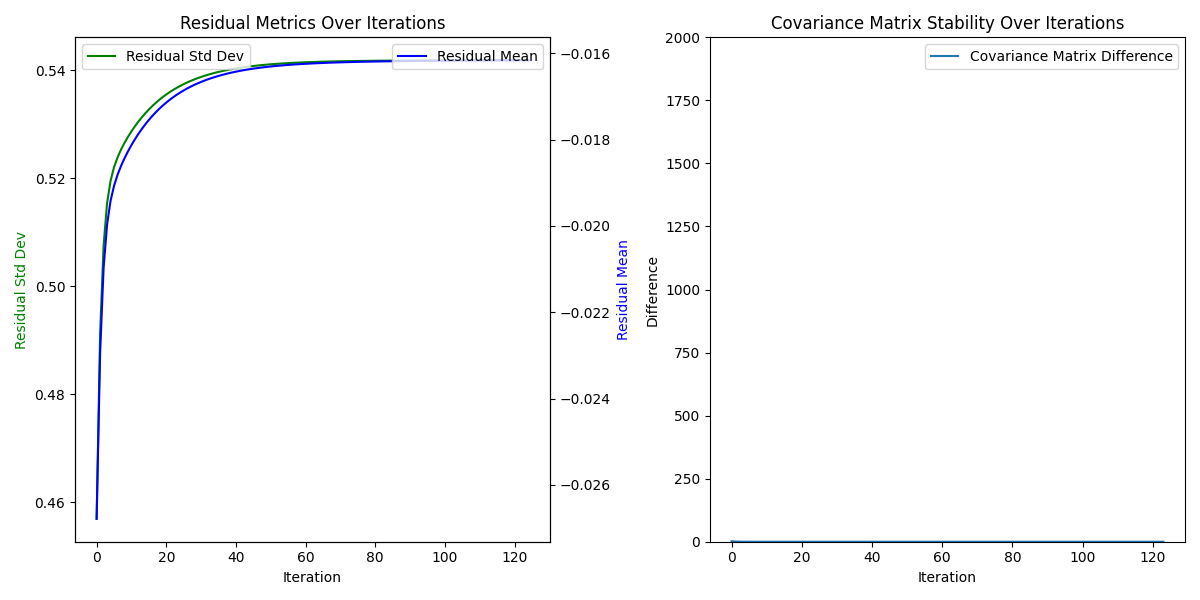 Residual Metrics Over Iterations
Residual Std Dev
Residual Mean
0.54
0.52
0.50
0.48
0.46
Residual Std Dev
−0.016
−0.018
−0.020
−0.022
−0.024
−0.026
Residual Mean
0 20 40 60 80 100 120
Iteration
Covariance Matrix Stability Over Iterations
Covariance Matrix Difference
2000
1750
1500
1250
1000
750
500
250
0
Difference
0 20 40 60 80 100 120
Iteration